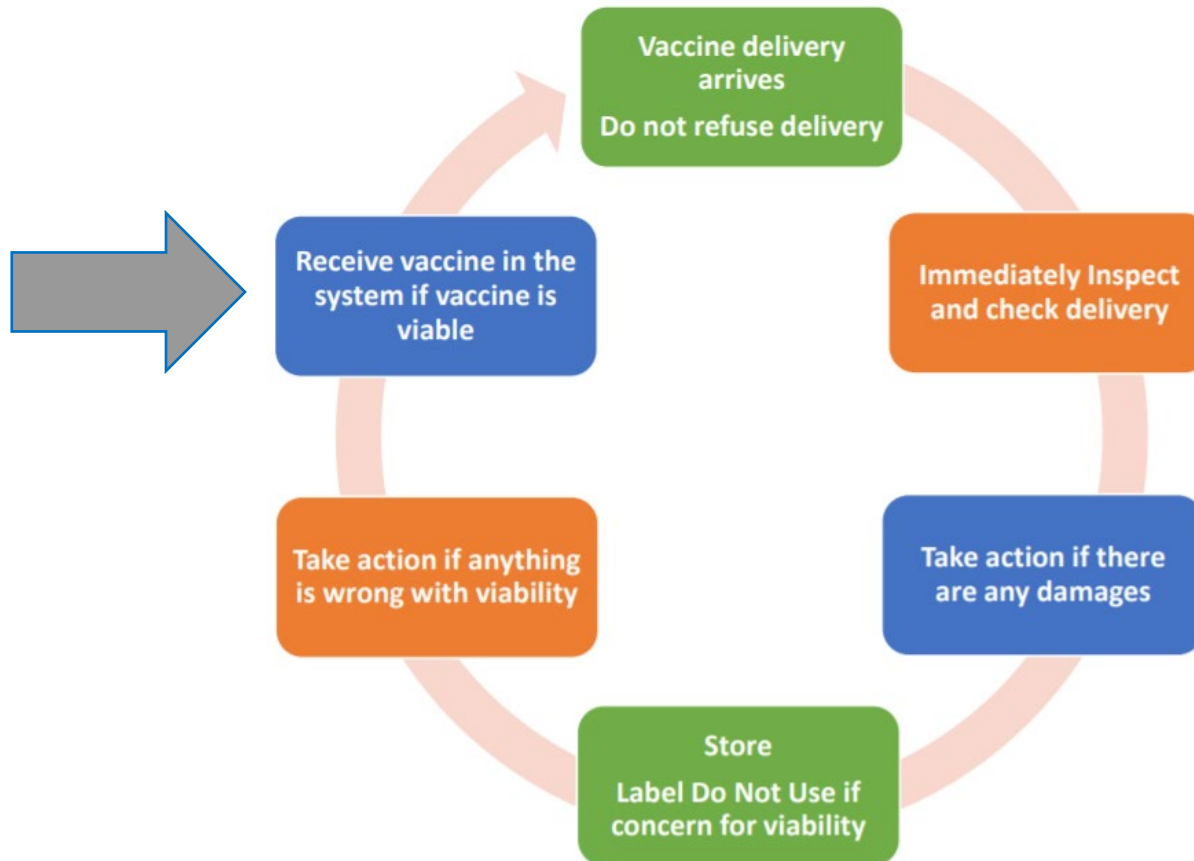 Vaccine delivery
arrives
Do not refuse delivery
Immediately Inspect
and check delivery
Take action if there
are any damages
Store
Label Do Not Use if
concern for viability
Take action if anything
is wrong with viability
Receive vaccine in the
system if vaccine is
viable